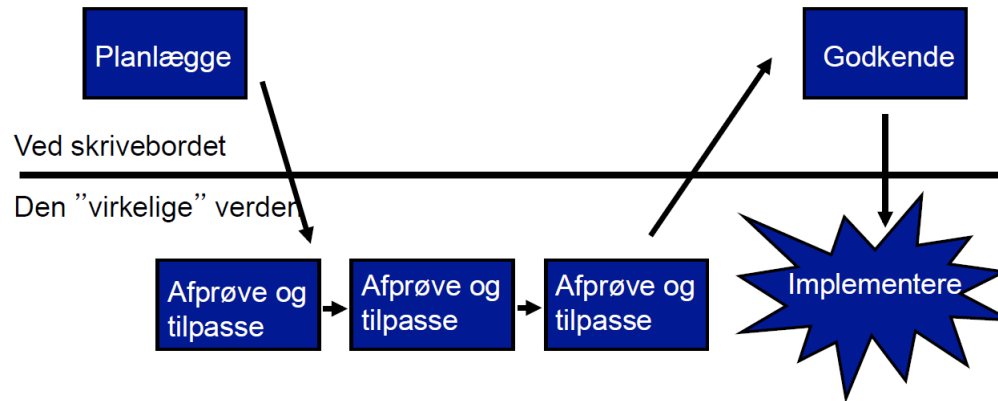 Planlægge
Godkende
Ved skrivebordet
Den ”virkelige” verden
Afprøve og
tilpasse
Afprøve og
tilpasse
Afprøve og
tilpasse
Implementere